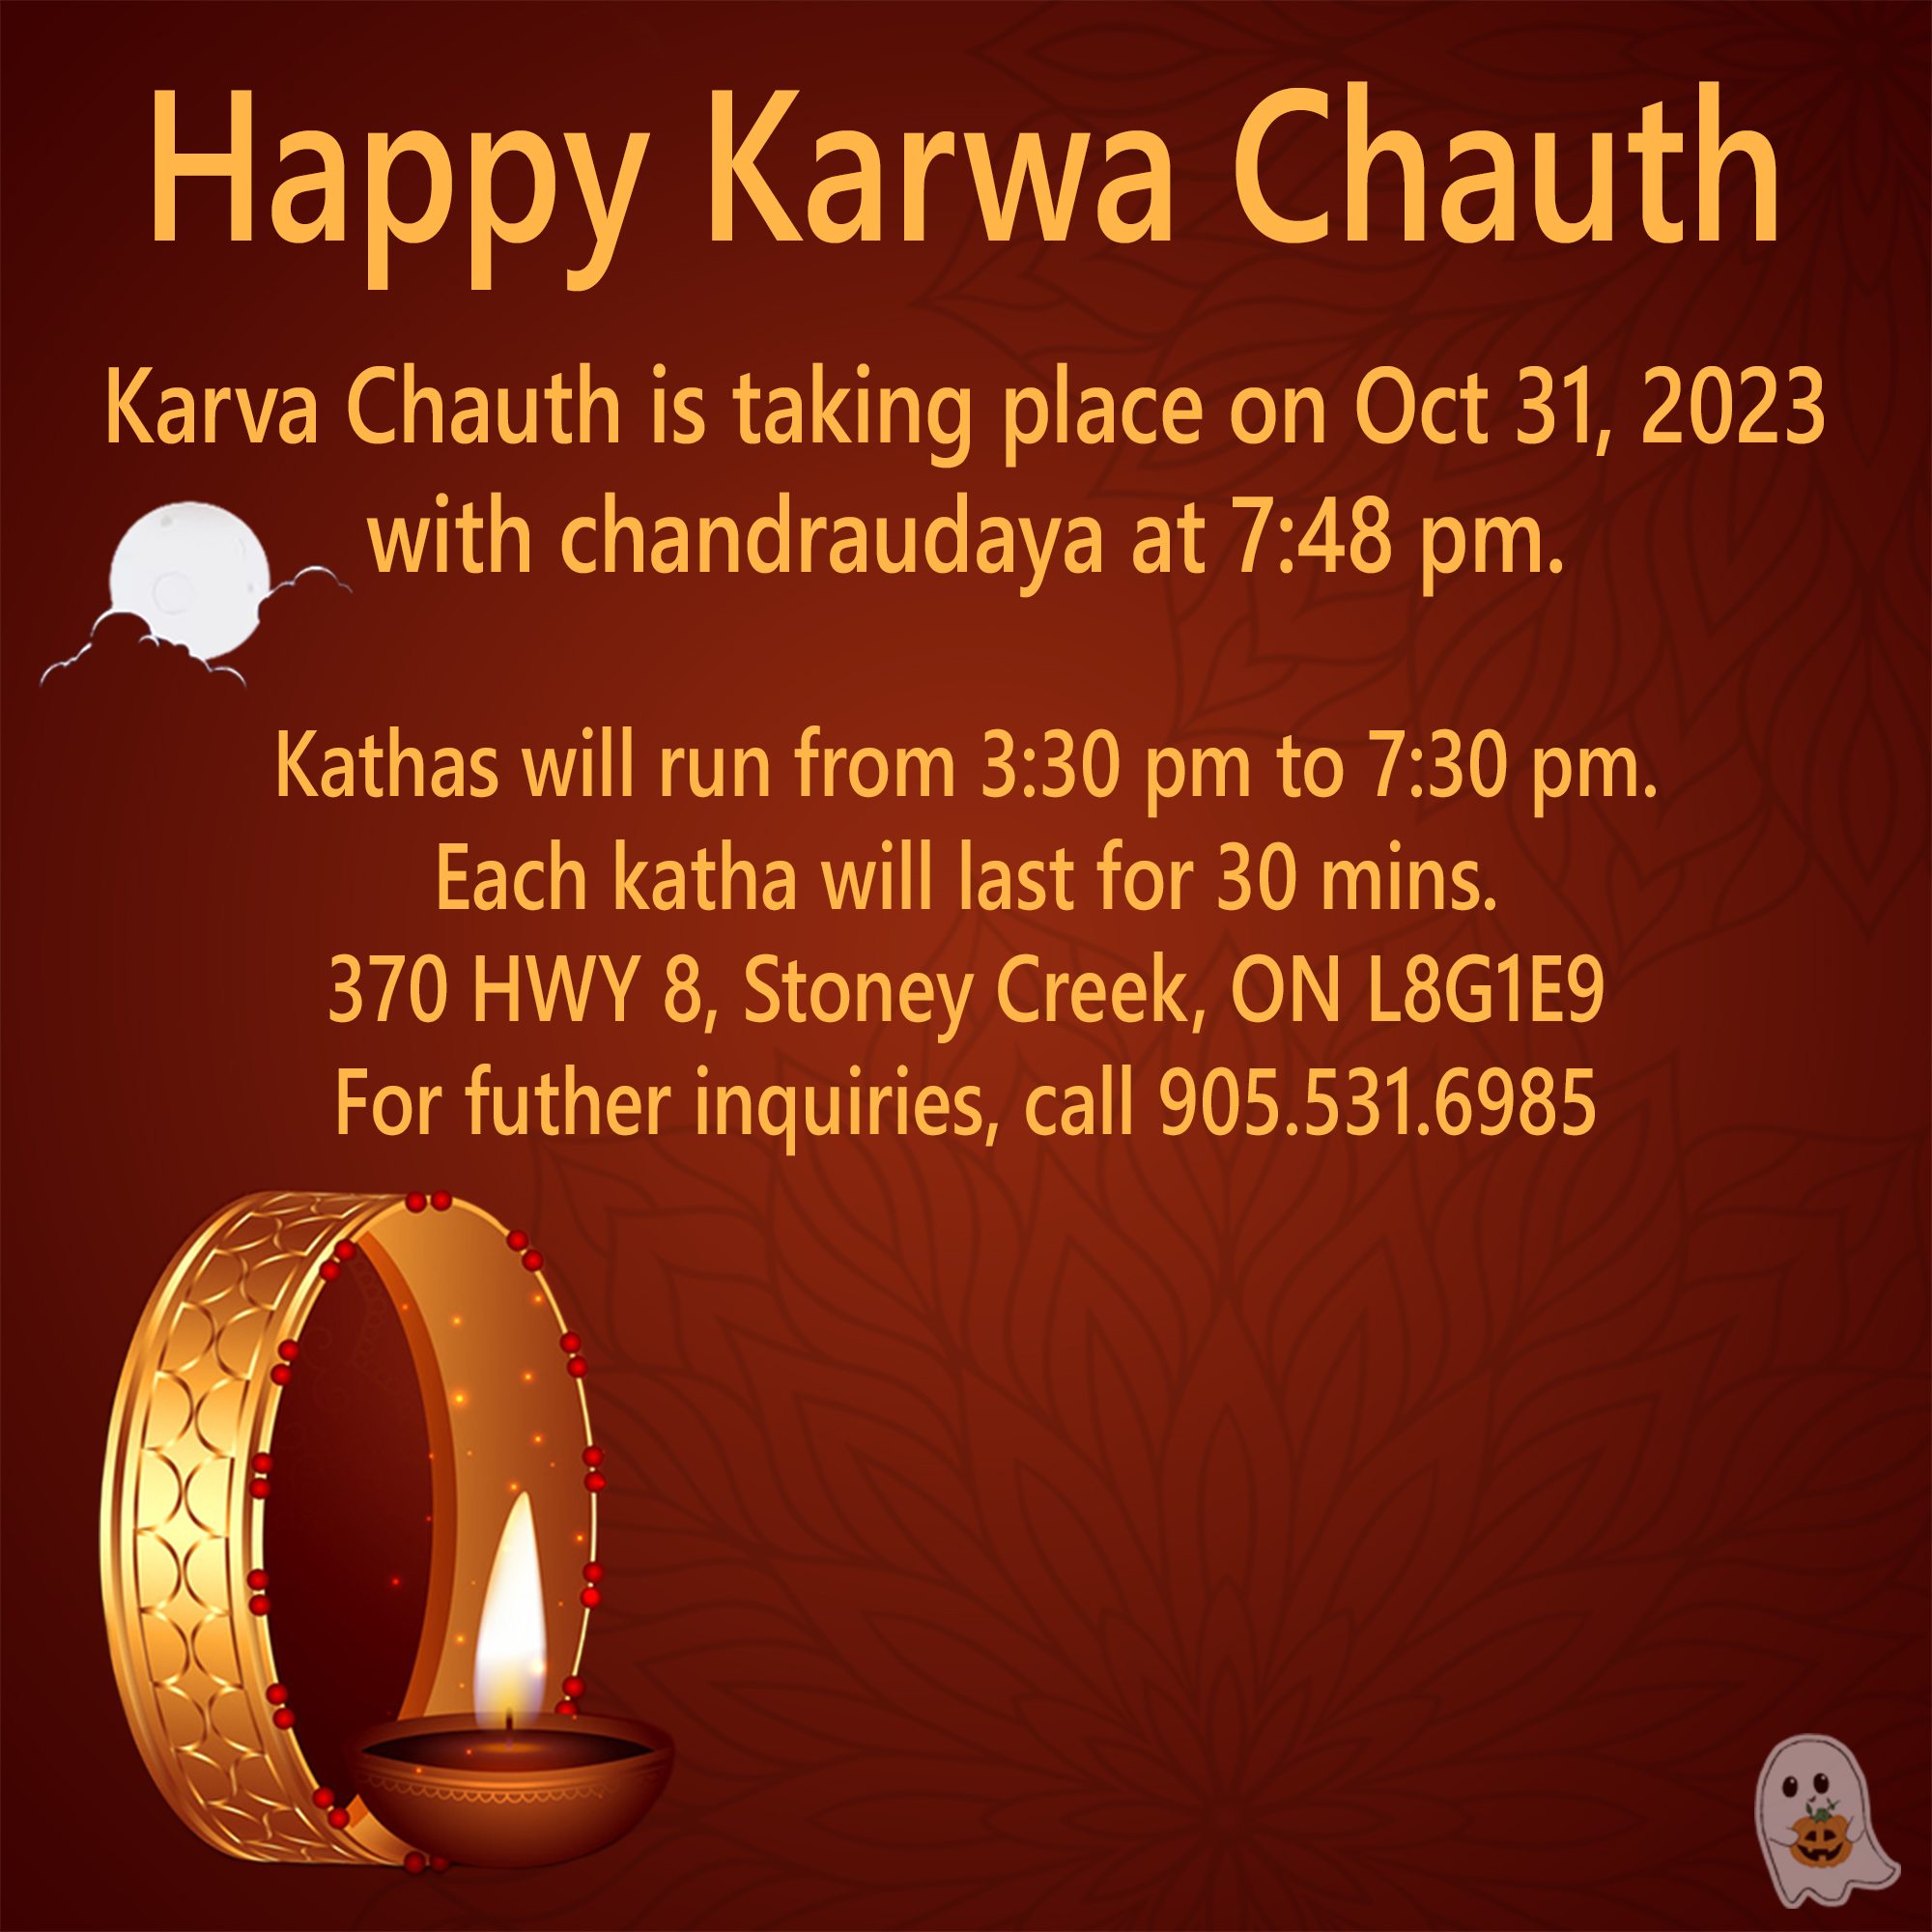 Happy Karwa Chauth
Karva Chauth is taking place on Oct 31, 2023
with chandraudaya at 7:48 pm.
Kathas will run from 3:30 pm to 7:30 pm.
Each katha will last for 30 mins.
370 HWY 8, Stoney Creek, ON L8G1E9
For futher inquiries, call 905.531.6985